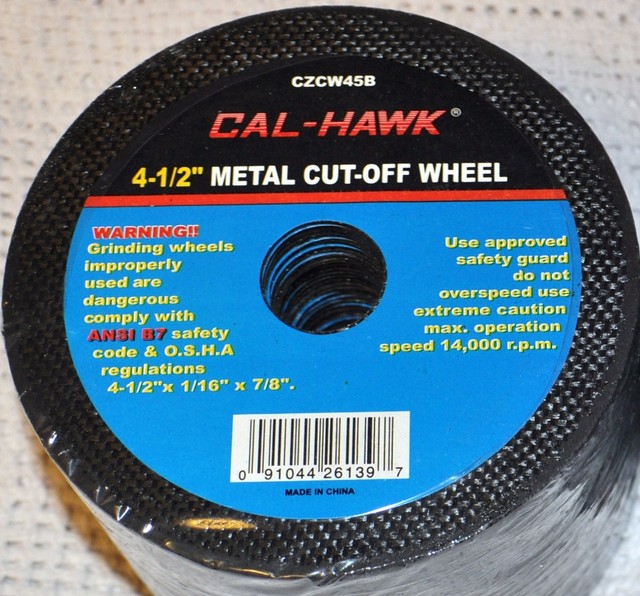 CZCW45B
CAL-HAWK®
4-1/2" METAL CUT-OFF WHEEL
WARNING!!
Grinding wheels
improperly
used are
dangerous
comply with
ANSI B7 safety
code & O.S.H.A
regulations
4-1/2"x 1/16" x 7/8".
Use approved
safety guard
do not
overspeed use
extreme caution
max. operation
speed 14,000 r.p.m.
0 91044 26139 7
MADE IN CHINA